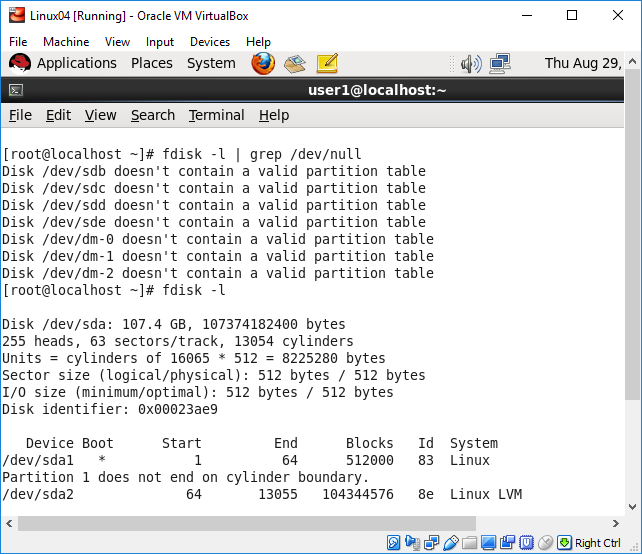 Linux04 [Running] - Oracle VM VirtualBox
File Machine View Input Devices Help
Applications Places System Thu Aug 29,
user1@localhost:~
File Edit View Search Terminal Help
[root@localhost ~]# fdisk -l | grep /dev/null
Disk /dev/sdb doesn't contain a valid partition table
Disk /dev/sdc doesn't contain a valid partition table
Disk /dev/sdd doesn't contain a valid partition table
Disk /dev/sde doesn't contain a valid partition table
Disk /dev/dm-0 doesn't contain a valid partition table
Disk /dev/dm-1 doesn't contain a valid partition table
Disk /dev/dm-2 doesn't contain a valid partition table
[root@localhost ~]# fdisk -l
Disk /dev/sda: 107.4 GB, 107374182400 bytes
255 heads, 63 sectors/track, 13054 cylinders
Units = cylinders of 16065 * 512 = 8225280 bytes
Sector size (logical/physical): 512 bytes / 512 bytes
I/O size (minimum/optimal): 512 bytes / 512 bytes
Disk identifier: 0x00023ae9
Device Boot Start End Blocks Id System
/dev/sda1 * 1 64 512000 83 Linux
Partition 1 does not end on cylinder boundary.
/dev/sda2 64 13055 104344576 8e Linux LVM
Right Ctrl